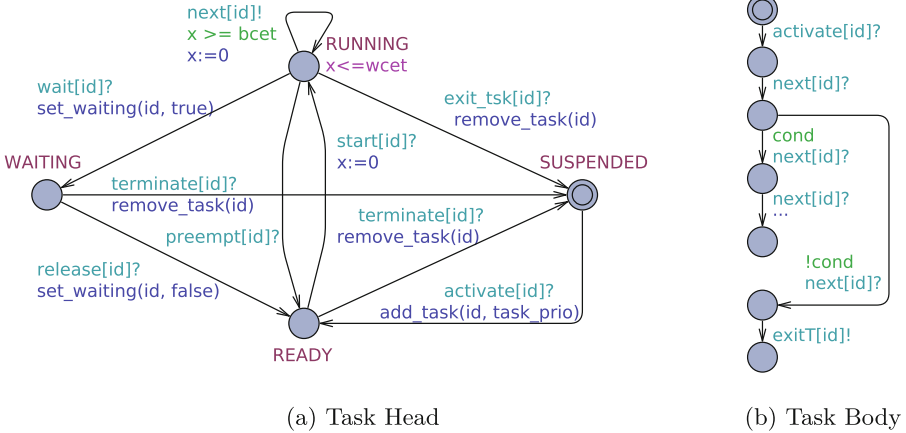 next[id]!
x >= bcet
x:=0
RUNNING
x<=wcet
wait[id]?
set_waiting(id, true)
exit_tsk[id]?
remove_task(id)
start[id]?
x:=0
WAITING
SUSPENDED
terminate[id]?
remove_task(id)
terminate[id]?
remove_task(id)
preempt[id]?
release[id]?
set_waiting(id, false)
activate[id]?
add_task(id, task_prio)
READY
(a) Task Head
activate[id]?
next[id]?
cond
next[id]?
next[id]?
...
!cond
next[id]?
exitT[id]!
(b) Task Body